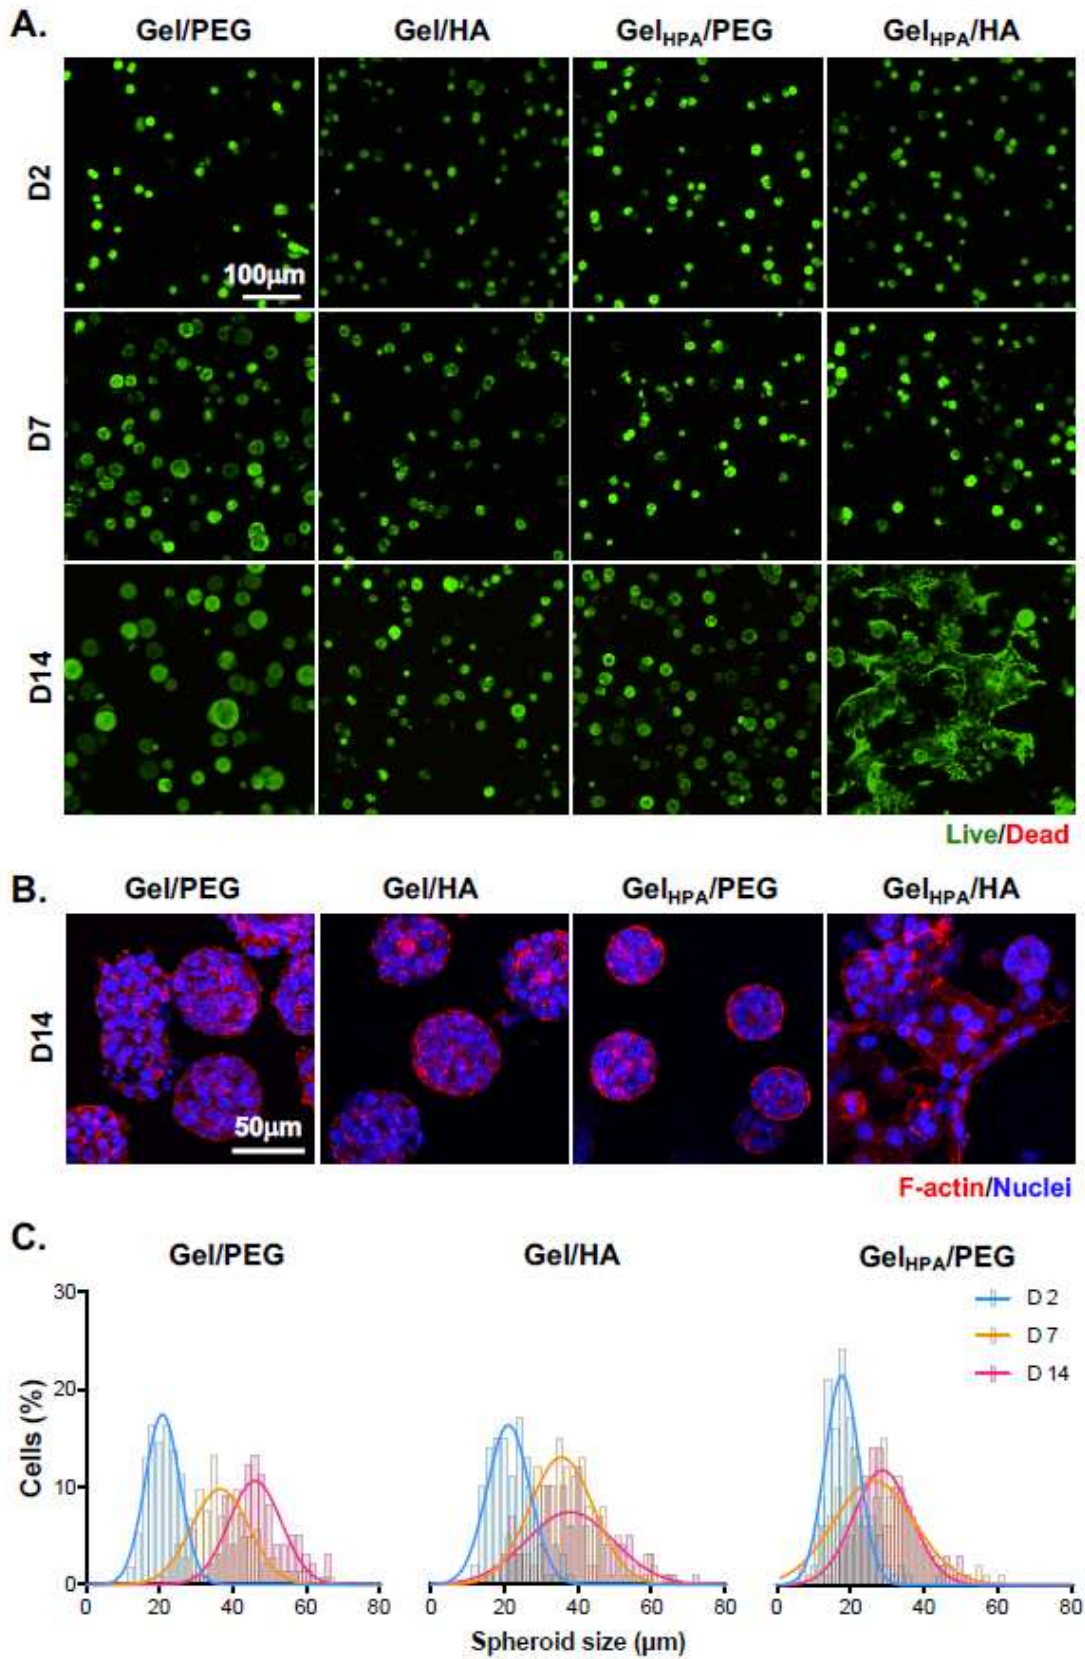 A.
Gel/PEG Gel/HA GelHPA/PEG GelHPA/HA
D2
100µm
D7
D14
Live/Dead
B.
Gel/PEG Gel/HA GelHPA/PEG GelHPA/HA
D14
50µm
F-actin/Nuclei
C.
Gel/PEG Gel/HA GelHPA/PEG
D 2
D 7
D 14
Cells (%)
30
20
10
0
0 20 40 60 80
0 20 40 60 80
0 20 40 60 80
Spheroid size (µm)